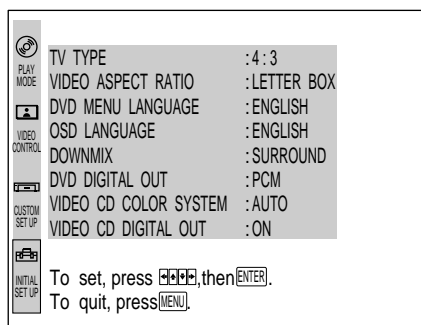 PLAY
MODE
VIDEO
CONTROL
CUSTOM
SET UP
INITIAL
SET UP
TV TYPE :4:3
VIDEO ASPECT RATIO :LETTER BOX
DVD MENU LANGUAGE :ENGLISH
OSD LANGUAGE :ENGLISH
DOWNMIX :SURROUND
DVD DIGITAL OUT :PCM
VIDEO CD COLOR SYSTEM :AUTO
VIDEO CD DIGITAL OUT :ON
To set, press ,then ENTER.
To quit, press MENU.